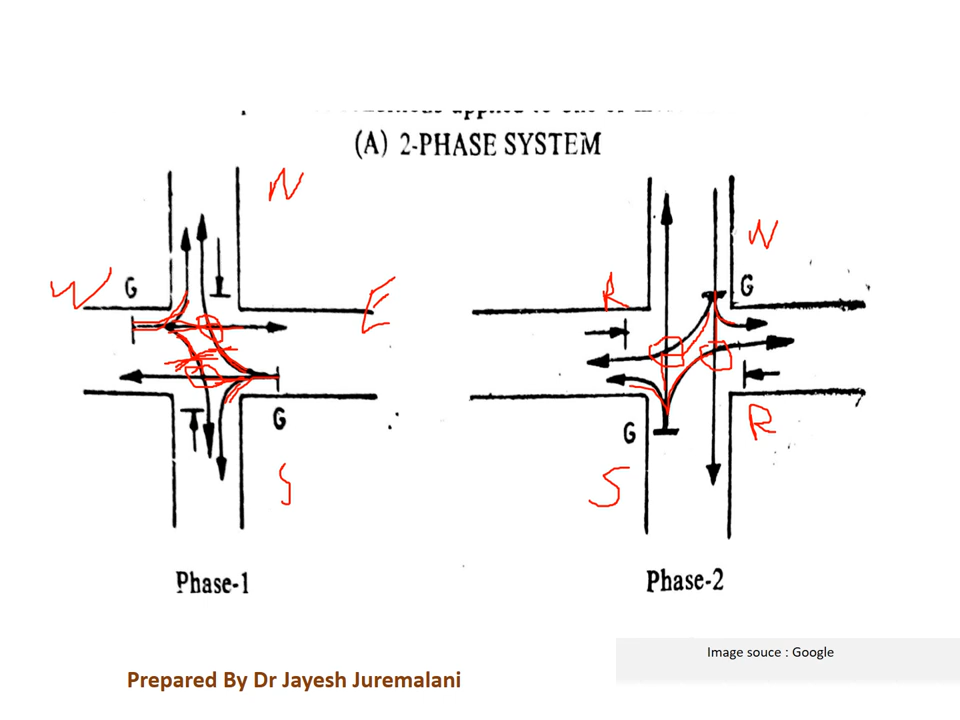 (A) 2-PHASE SYSTEM
N
N
W G E
G
R
G
R
G
S
S
Phase-1
Phase-2
Image souce : Google
Prepared By Dr Jayesh Juremalani